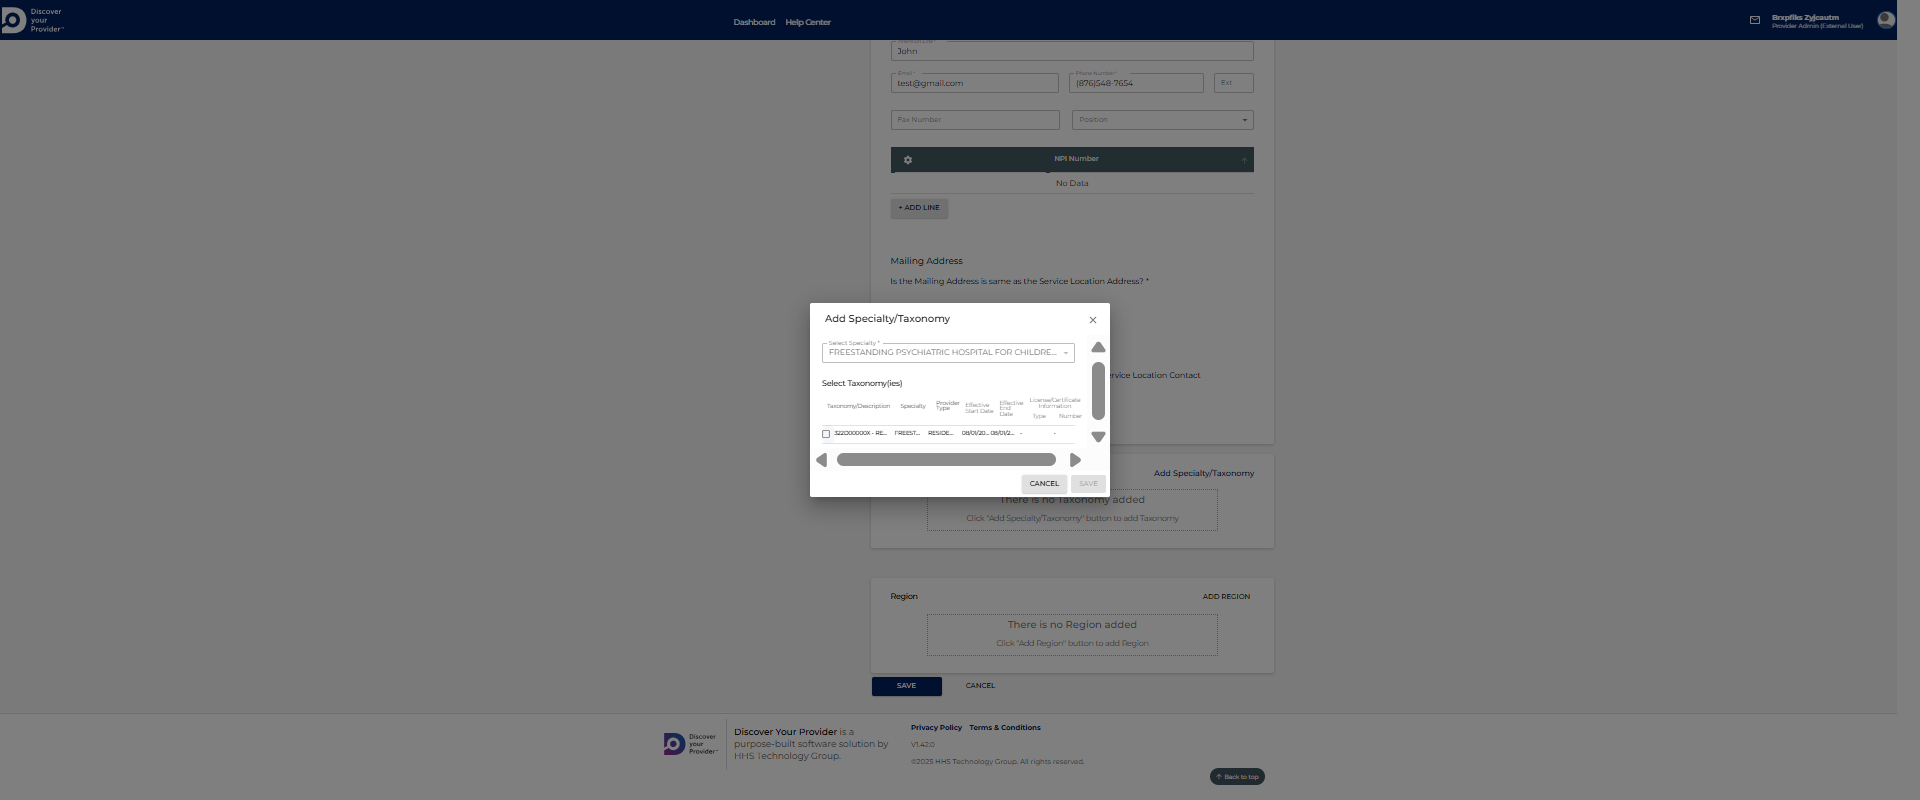 Discover
your
Provider™
Dashboard Help Center
Brxpflks Zyjcautm
Provider Admin (External User)
John
Email *
test@gmail.com
Phone Number *
(876)548-7654
Ext
Fax Number
Position
NPI Number
No Data
+ ADD LINE
Mailing Address
Is the Mailing Address is same as the Service Location Address? *
Add Specialty/Taxonomy
Select Specialty *
FREESTANDING PSYCHIATRIC HOSPITAL FOR CHILDRE...
Select Taxonomy(ies)
Taxonomy/Description Specialty Provider Type Effective Start Date Effective End Date License/Certificate Information
Type Number
322D00000X - RE... FREEST... RESIDE... 08/01/20... 08/01/2... - -
CANCEL SAVE
rvice Location Contact
Add Specialty/Taxonomy
There is no Taxonomy added
Click "Add Specialty/Taxonomy" button to add Taxonomy
Region ADD REGION
There is no Region added
Click "Add Region" button to add Region
SAVE CANCEL
Discover
your
Provider™
Discover Your Provider is a
purpose-built software solution by
HHS Technology Group.
Privacy Policy Terms & Conditions
V1.42.0
©2025 HHS Technology Group. All rights reserved.
Back to top